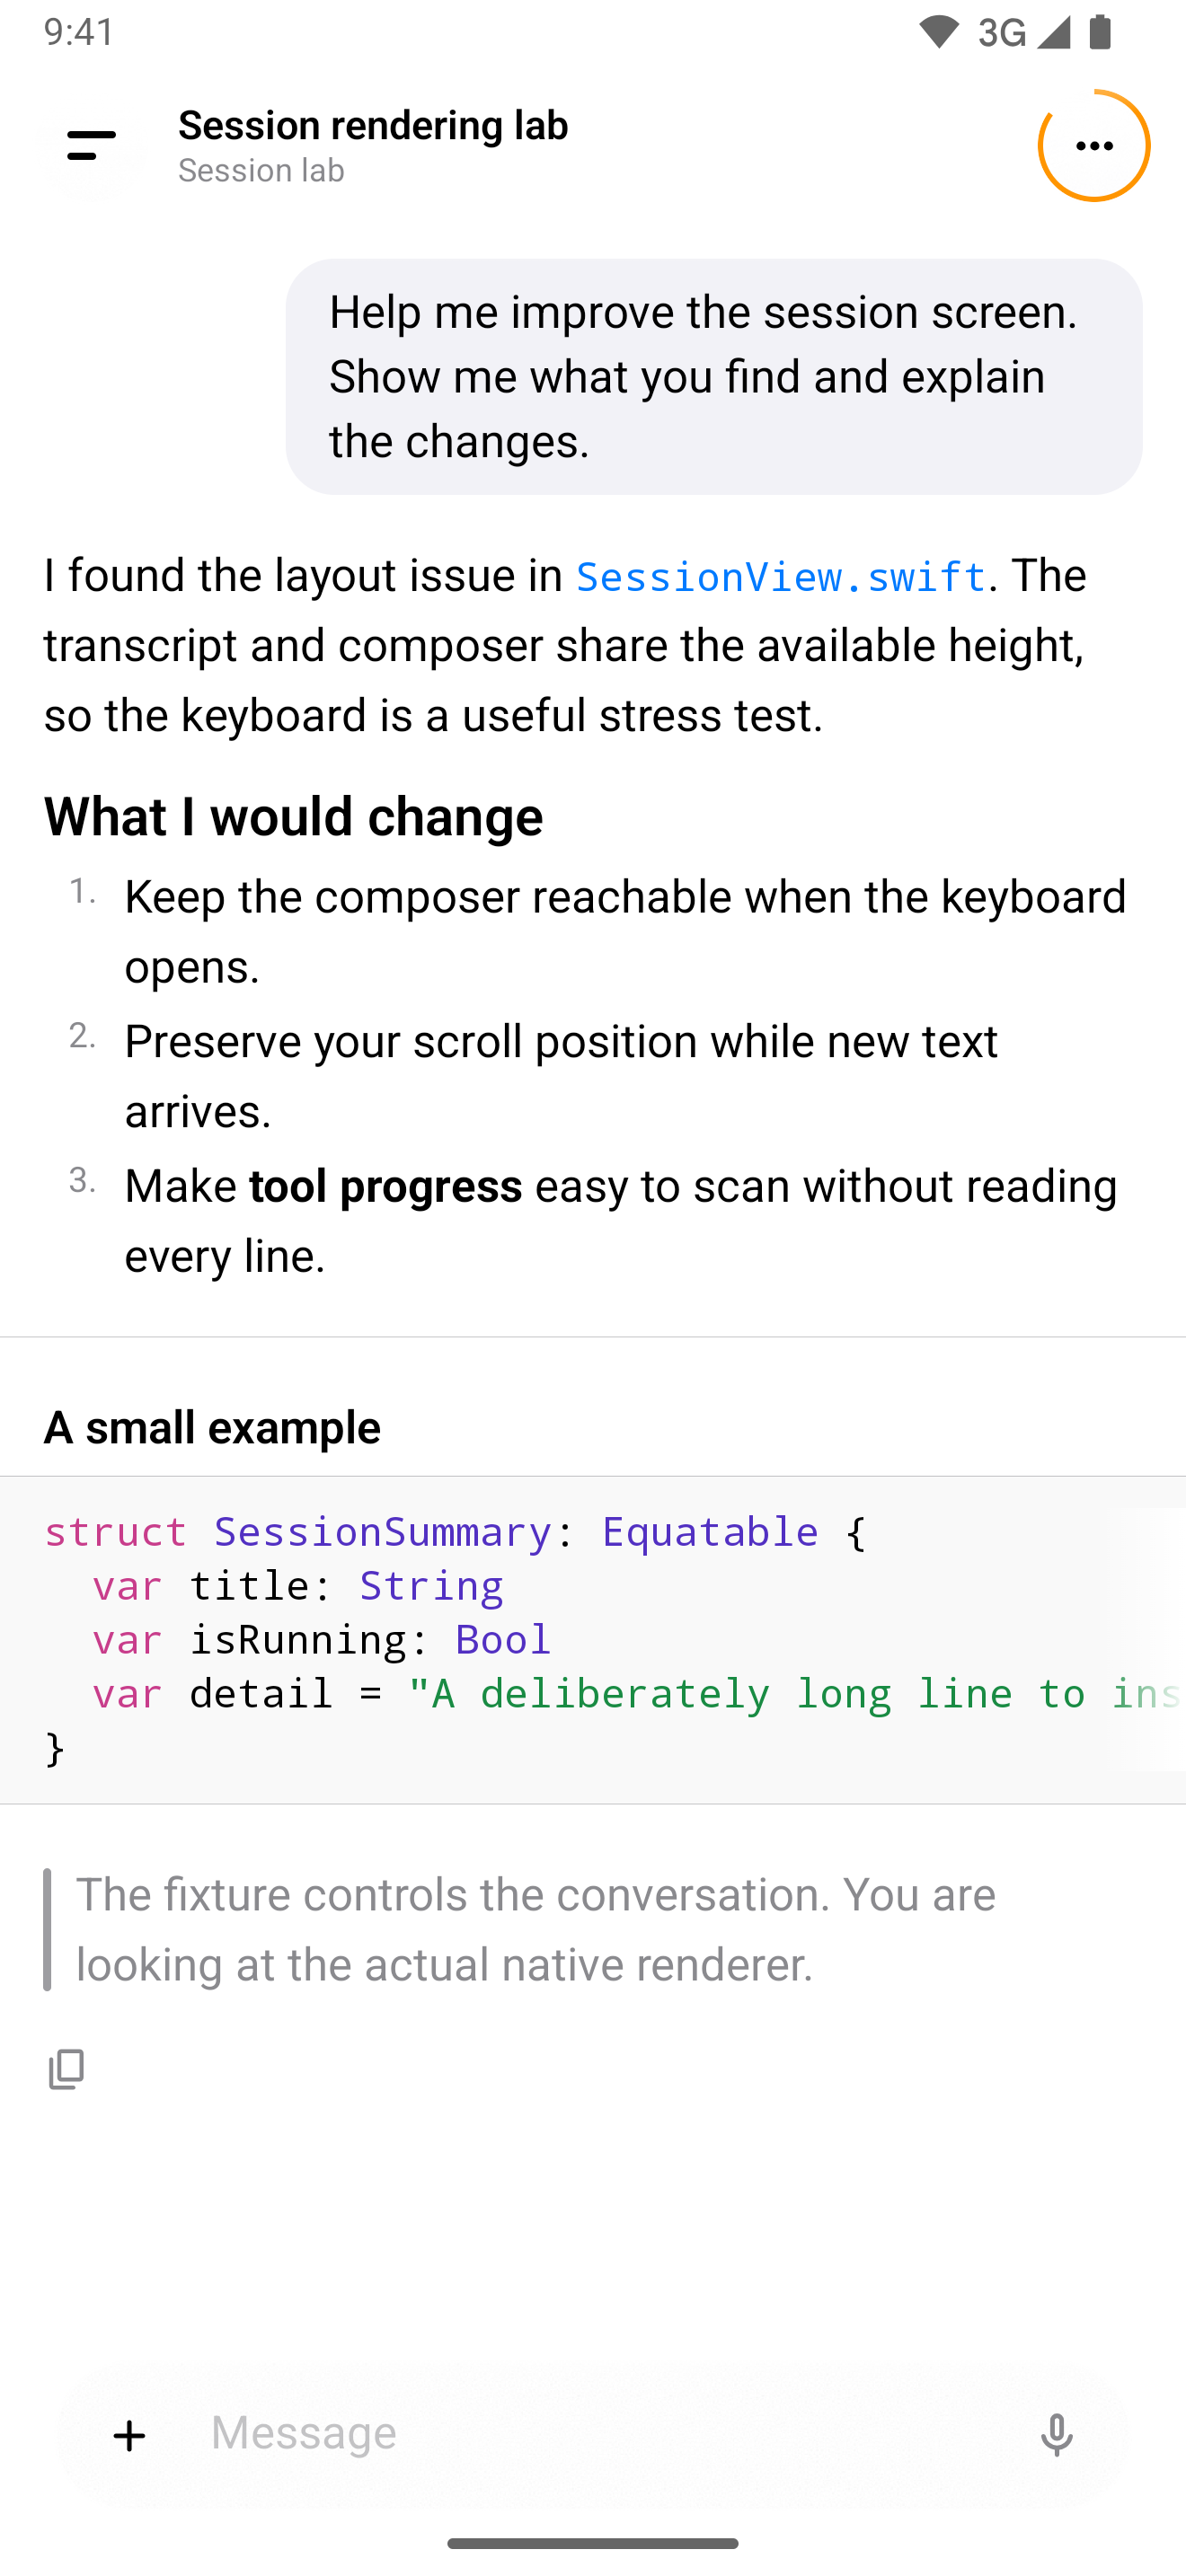 9:41
3G
Session rendering lab
Session lab
Help me improve the session screen.
Show me what you find and explain
the changes.
I found the layout issue in SessionView.swift. The
transcript and composer share the available height,
so the keyboard is a useful stress test.
What I would change
1. Keep the composer reachable when the keyboard
opens.
2. Preserve your scroll position while new text
arrives.
3. Make tool progress easy to scan without reading
every line.
A small example
struct SessionSummary: Equatable {
  var title: String
  var isRunning: Bool
  var detail = "A deliberately long line to ins
}
The fixture controls the conversation. You are
looking at the actual native renderer.
Message